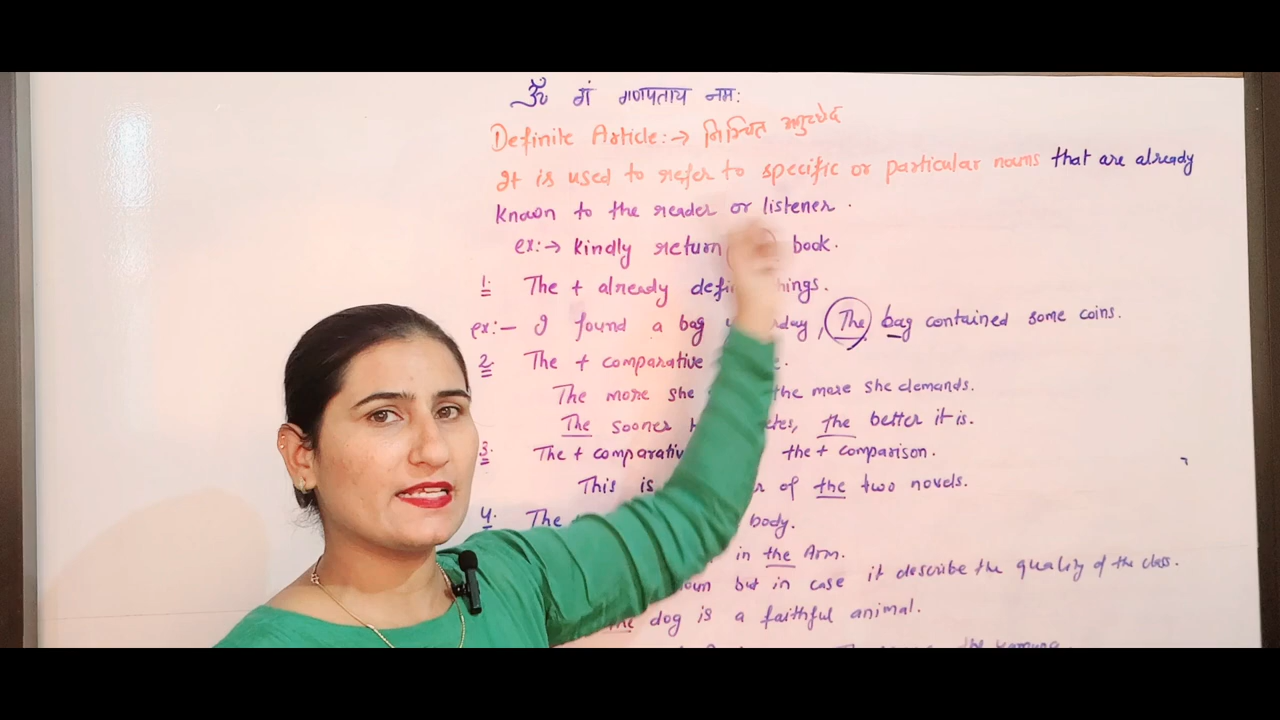 ॐ गं गणपताय नमः
Definite Article:→ निश्चित अनुच्छेद
It is used to refer to specific or particular nouns that are already
known to the reader or listener.
ex:→ kindly return book.
1. The + already things.
ex:- I found a bag , The bag contained some coins.
2. The + comparative
The more she the more she demands.
The sooner , the better it is.
3. The + the + comparison.
This is of the two novels.
4. The body.
in the Arm.
but in case it describe the quality of the class.
the dog is a faithful animal.